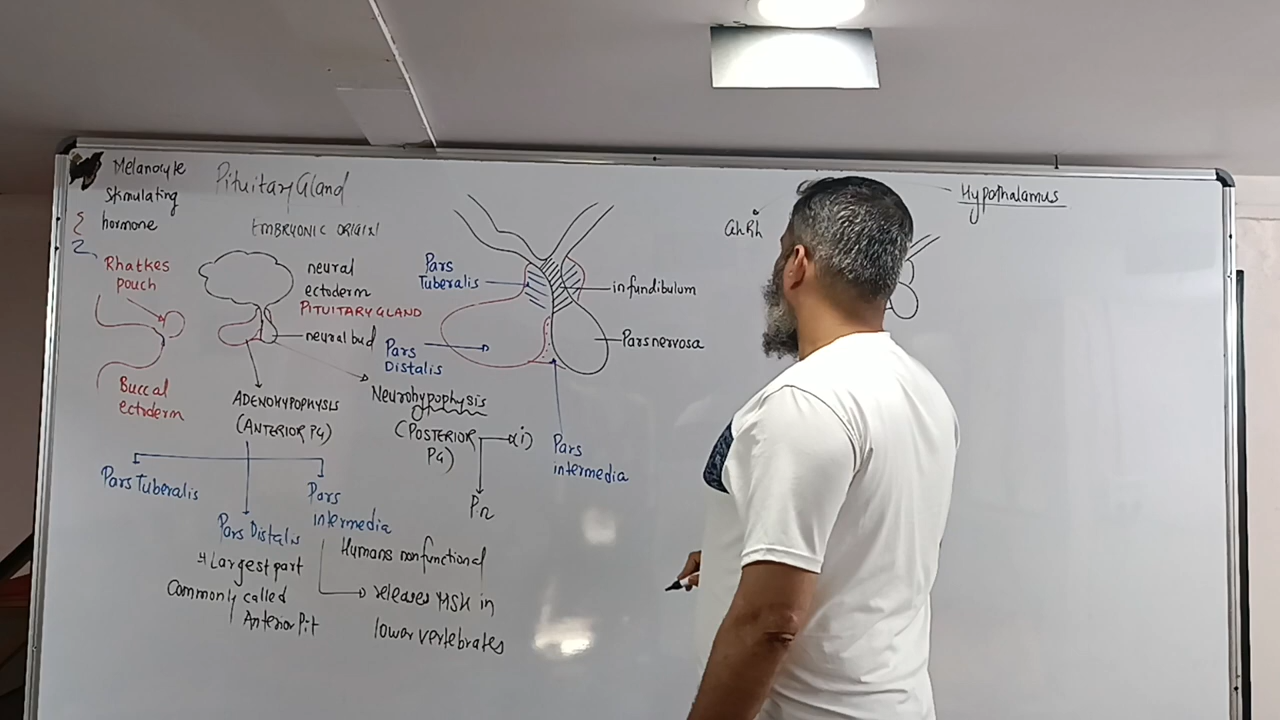 Melanocyte
Stimulating
hormone
Pituitary Gland
EMBRYONIC ORIGIN
Rhatkes
pouch
Buccal
ectoderm
neural
ectoderm
PITUITARY GLAND
neural bud
ADENOHYPOPHYSIS
(ANTERIOR PG)
Neurohypophysis
(POSTERIOR
PG)
(i)
P.n
Pars Tuberalis
Pars Distalis
→ Largest part
Commonly called
Anterior Pit
Pars
Intermedia
Humans nonfunctional
releases MSH in
lower vertebrates
Pars
Tuberalis
Pars
Distalis
infundibulum
Pars nervosa
Pars
intermedia
GhRh
Hypothalamus